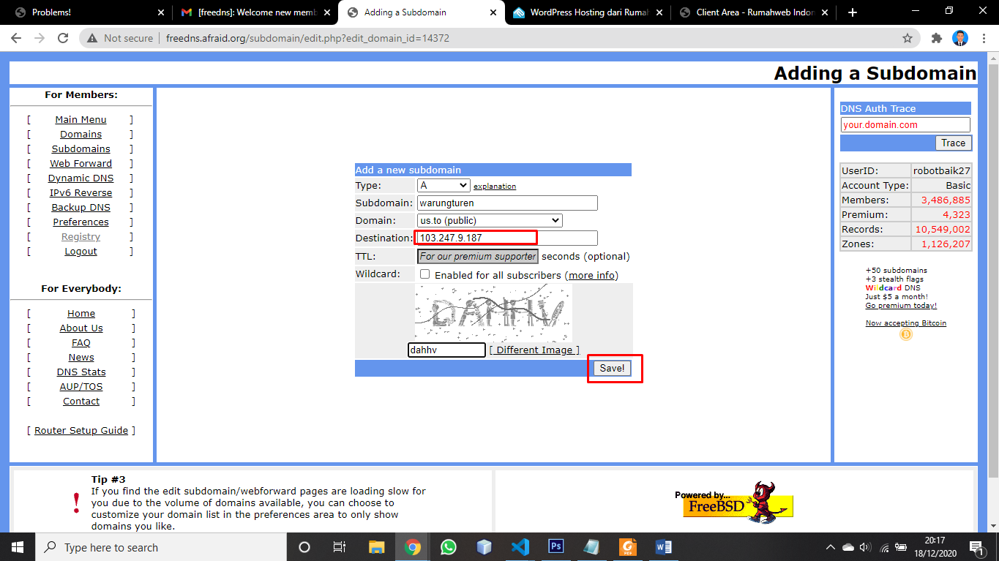 Problems!
[freedns]: Welcome new memb
Adding a Subdomain
WordPress Hosting dari Rumah
Client Area - Rumahweb Indon
Not secure | freedns.afraid.org/subdomain/edit.php?edit_domain_id=14372
Adding a Subdomain
For Members:
[ Main Menu ]
[ Domains ]
[ Subdomains ]
[ Web Forward ]
[ Dynamic DNS ]
[ IPv6 Reverse ]
[ Backup DNS ]
[ Preferences ]
[ Registry ]
[ Logout ]
For Everybody:
[ Home ]
[ About Us ]
[ FAQ ]
[ News ]
[ DNS Stats ]
[ AUP/TOS ]
[ Contact ]
[ Router Setup Guide ]
Add a new subdomain
Type: A explanation
Subdomain: warungturen
Domain: us.to (public)
Destination: 103.247.9.187
TTL: For our premium supporter seconds (optional)
Wildcard: Enabled for all subscribers (more info)
DAHHV
dahhv [ Different Image ]
Save!
DNS Auth Trace
your.domain.com
Trace
UserID: robotbaik27
Account Type: Basic
Members: 3,486,885
Premium: 4,323
Records: 10,549,002
Zones: 1,126,207
+50 subdomains
+3 stealth flags
Wildcard DNS
Just $5 a month!
Go premium today!
Now accepting Bitcoin
Tip #3
If you find the edit subdomain/webforward pages are loading slow for
you due to the volume of domains available, you can choose to
customize your domain list in the preferences area to only show
domains you like.
Powered by...
FreeBSD
Type here to search
Ps
PDF
W
20:17
18/12/2020
1